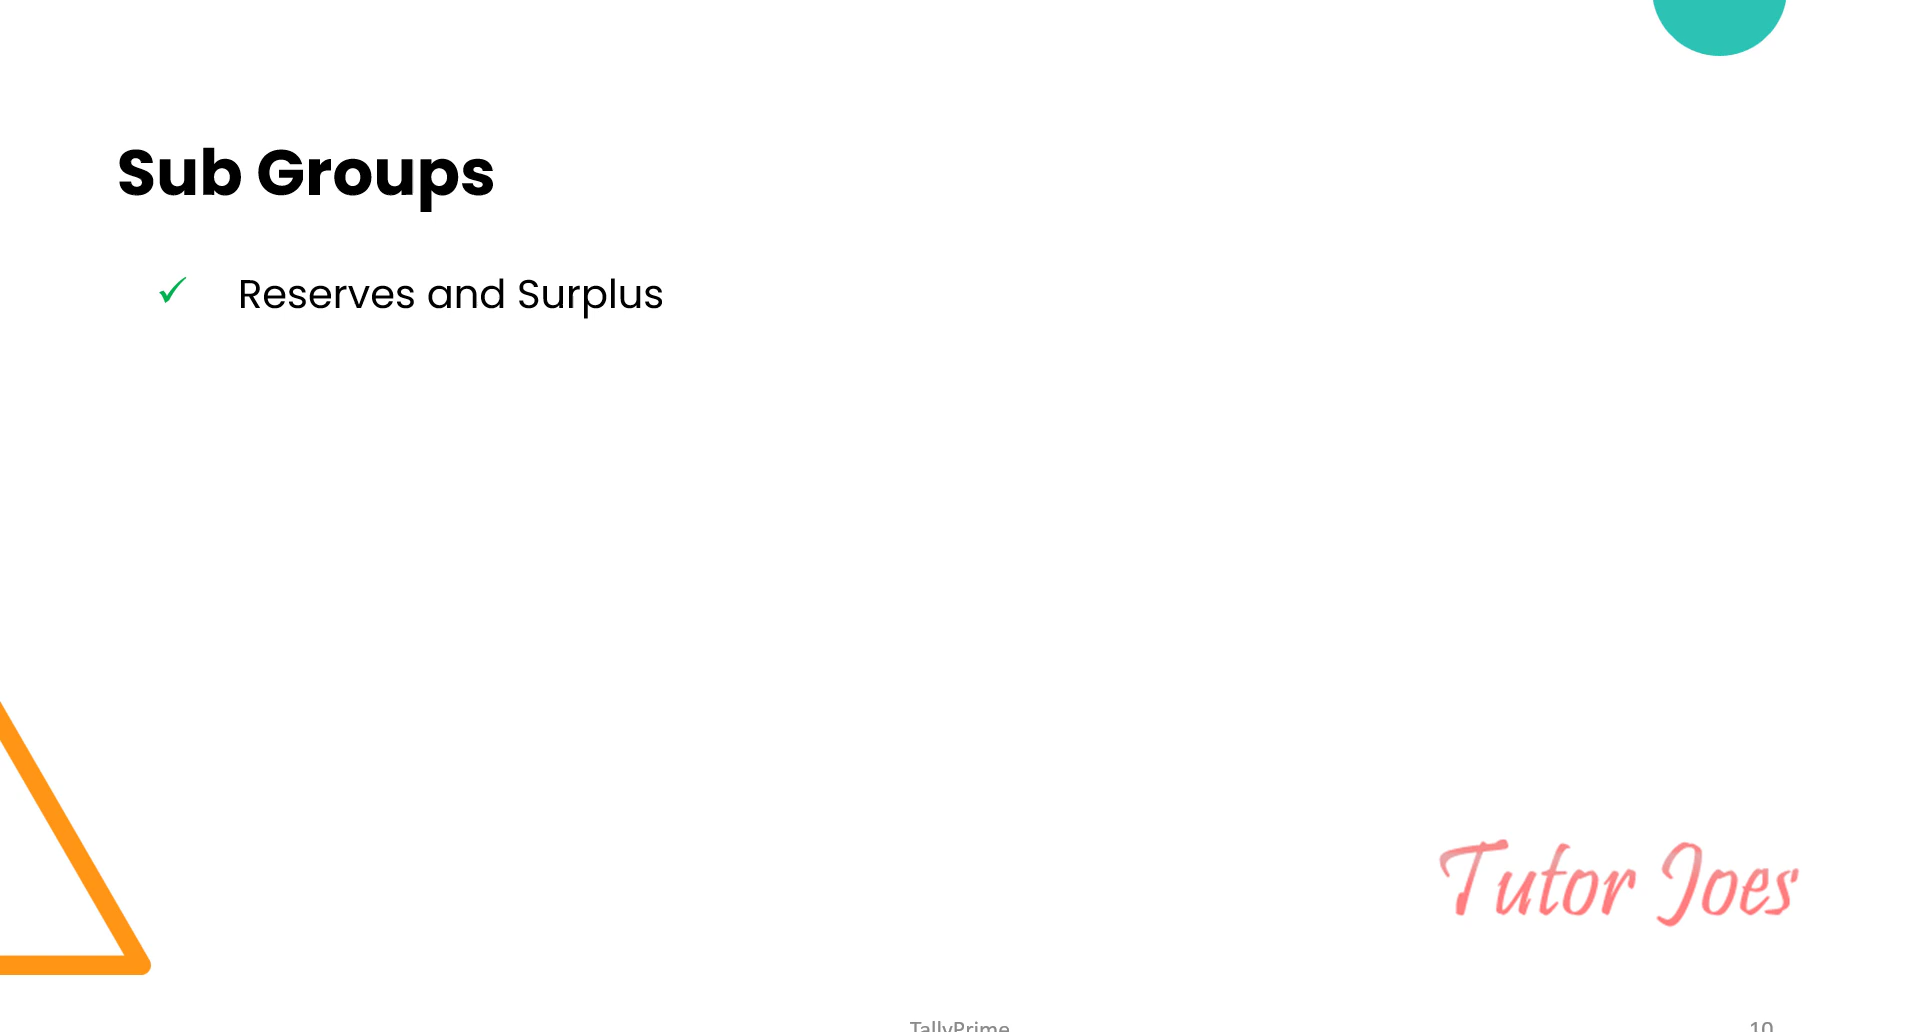 Sub Groups
✓ Reserves and Surplus
Tutor Joes
TallyPrime
10